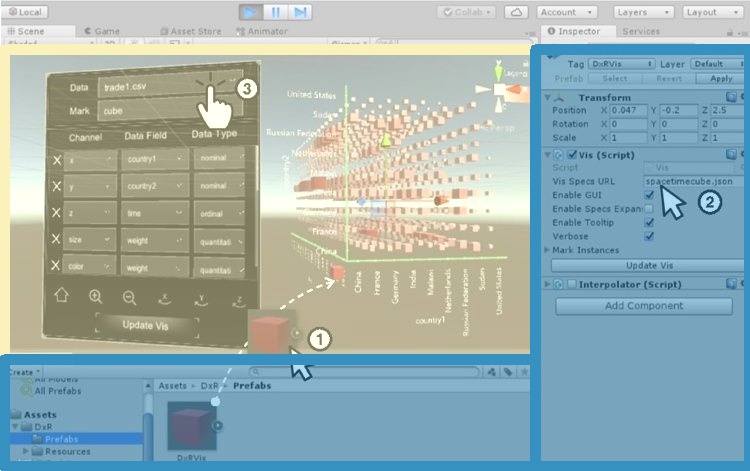 Local
Collab
Account
Layers
Layout
Scene
Game
Asset Store
Animator
Inspector
Services
Shaded
2D
Gizmos
Data
trade1.csv
3
Mark
cube
Channel
Data Field
Data Type
X
x
country1
nominal
X
y
country2
nominal
X
z
time
ordinal
X
size
weight
quantitati
X
color
weight
quantitati
X
Y
Z
Update Vis
United States
Sudan
Russian Federation
Netherlands
country2
India
Germany
France
China
China
France
Germany
India
Malawi
Netherlands
Russian Federation
Sudan
United States
country1
Persp
1
Tag
DxRVis
Layer
Default
Prefab
Select
Revert
Apply
Transform
Position
X
0.047
Y
-0.2
Z
2.5
Rotation
X
0
Y
0
Z
0
Scale
X
1
Y
1
Z
1
Vis (Script)
Script
Vis
Vis Specs URL
spacetimecube.json
Enable GUI
2
Enable Specs Expan
Enable Tooltip
Verbose
Mark Instances
Update Vis
Interpolator (Script)
Add Component
Create
All Models
All Prefabs
Assets
DxR
Prefabs
Resources
Assets
DxR
Prefabs
DxRVis